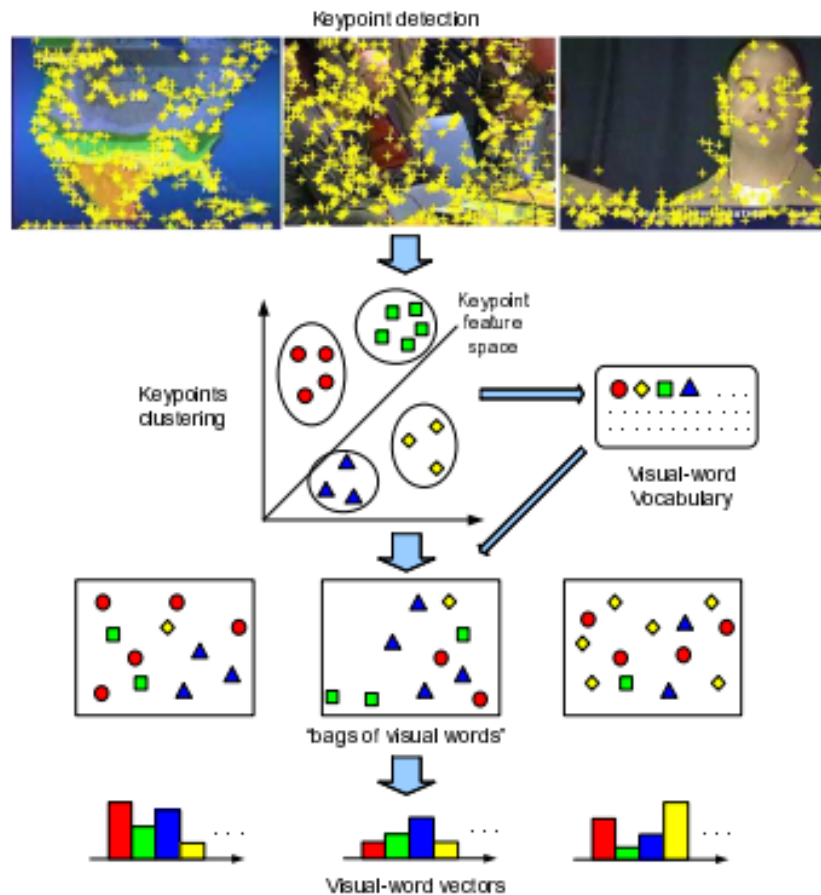 Keypoint detection
Keypoint
feature
space
Keypoints
clustering
Visual-word
Vocabulary
"bags of visual words"
Visual-word vectors